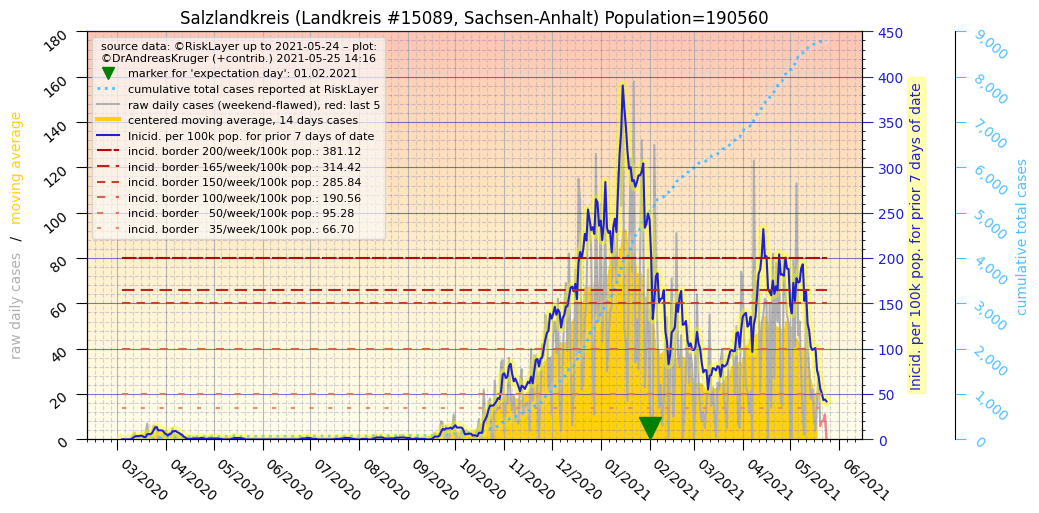 Salzlandkreis (Landkreis #15089, Sachsen-Anhalt) Population=190560
source data: ©RiskLayer up to 2021-05-24 – plot:
©DrAndreasKruger (+contrib.) 2021-05-25 14:16
marker for 'expectation day': 01.02.2021
cumulative total cases reported at RiskLayer
raw daily cases (weekend-flawed), red: last 5
centered moving average, 14 days cases
Inicid. per 100k pop. for prior 7 days of date
incid. border 200/week/100k pop.: 381.12
incid. border 165/week/100k pop.: 314.42
incid. border 150/week/100k pop.: 285.84
incid. border 100/week/100k pop.: 190.56
incid. border 50/week/100k pop.: 95.28
incid. border 35/week/100k pop.: 66.70
raw daily cases / moving average
180
160
140
120
100
80
60
40
20
0
03/2020
04/2020
05/2020
06/2020
07/2020
08/2020
09/2020
10/2020
11/2020
12/2020
01/2021
02/2021
03/2021
04/2021
05/2021
06/2021
450
400
350
300
250
200
150
100
50
0
Inicid. per 100k pop. for prior 7 days of date
9,000
8,000
7,000
6,000
5,000
4,000
3,000
2,000
1,000
0
cumulative total cases